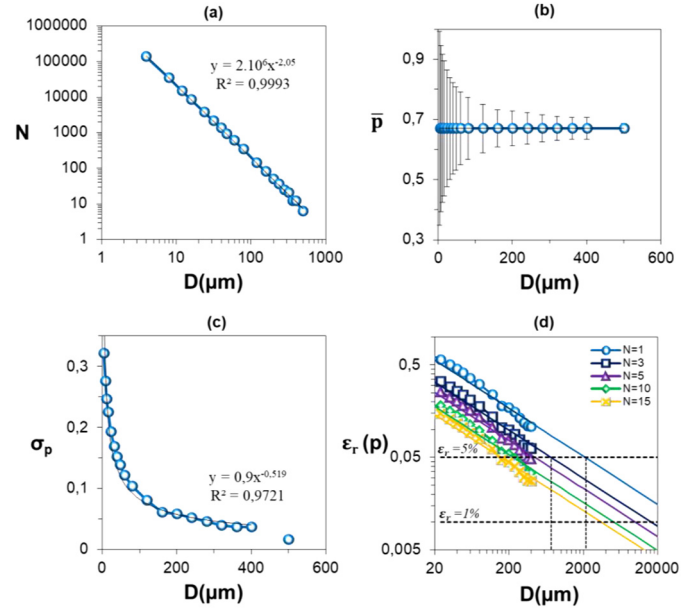 (a)
1000000
100000
10000
1000
100
10
1
N
y = 2.10⁶x⁻²·⁰⁵
R² = 0,9993
1
10
100
1000
D(µm)
(b)
0,9
0,7
0,5
0,3
p̅
0
200
400
600
D(µm)
(c)
0,3
0,2
0,1
0
σₚ
y = 0,9x⁻⁰·⁵¹⁹
R² = 0,9721
0
200
400
600
D(µm)
(d)
0,5
0,05
0,005
εᵣ (p)
N=1
N=3
N=5
N=10
N=15
εᵣ =5%
εᵣ =1%
20
200
2000
20000
D(µm)